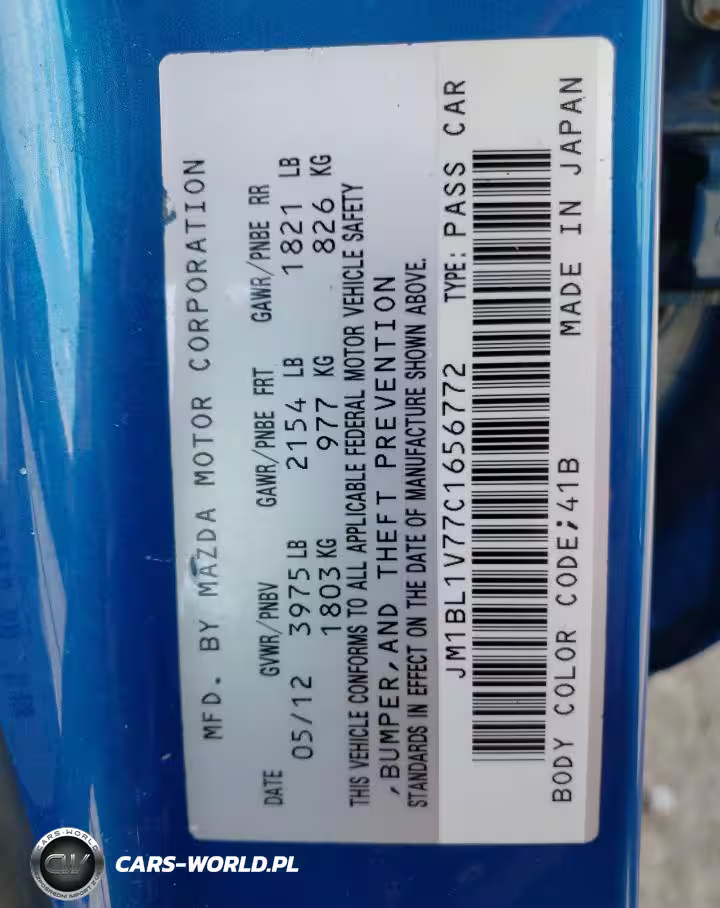 MFD. BY MAZDA MOTOR CORPORATION
DATE GVWR/PNBV GAWR/PNBE FRT GAWR/PNBE RR
05/12 3975 LB 2154 LB 1821 LB
1803 KG 977 KG 826 KG
THIS VEHICLE CONFORMS TO ALL APPLICABLE FEDERAL MOTOR VEHICLE SAFETY
,BUMPER,AND THEFT PREVENTION
STANDARDS IN EFFECT ON THE DATE OF MANUFACTURE SHOWN ABOVE.
JM1BL1V77C1656772 TYPE: PASS CAR
BODY COLOR CODE;41B MADE IN JAPAN
CARS-WORLD
CW
CARS-WORLD.PL